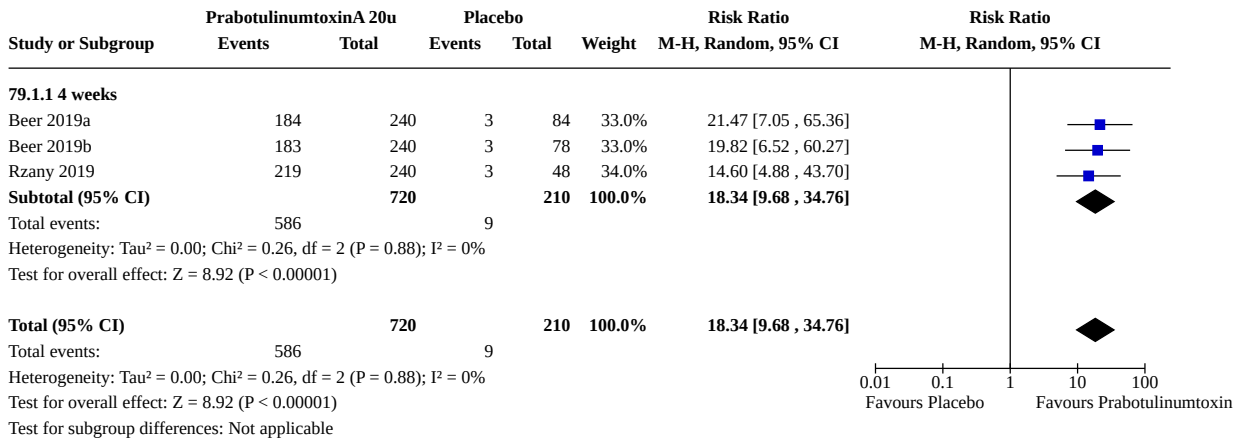 PrabotulinumtoxinA 20u Placebo Risk Ratio Risk Ratio
Study or Subgroup Events Total Events Total Weight M-H, Random, 95% CI M-H, Random, 95% CI
79.1.1 4 weeks
Beer 2019a 184 240 3 84 33.0% 21.47 [7.05 , 65.36]
Beer 2019b 183 240 3 78 33.0% 19.82 [6.52 , 60.27]
Rzany 2019 219 240 3 48 34.0% 14.60 [4.88 , 43.70]
Subtotal (95% CI) 720 210 100.0% 18.34 [9.68 , 34.76]
Total events: 586 9
Heterogeneity: Tau² = 0.00; Chi² = 0.26, df = 2 (P = 0.88); I² = 0%
Test for overall effect: Z = 8.92 (P < 0.00001)
Total (95% CI) 720 210 100.0% 18.34 [9.68 , 34.76]
Total events: 586 9
Heterogeneity: Tau² = 0.00; Chi² = 0.26, df = 2 (P = 0.88); I² = 0%
0.01 0.1 1 10 100
Test for overall effect: Z = 8.92 (P < 0.00001) Favours Placebo Favours Prabotulinumtoxin
Test for subgroup differences: Not applicable